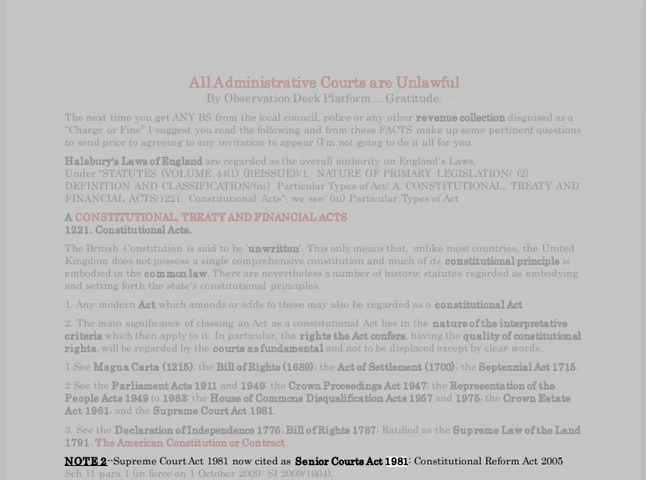 All Administrative Courts are Unlawful
By Observation Deck Platform.... Gratitude.
The next time you get ANY BS from the local council, police or any other revenue collection disguised as a
"Charge or Fine" I suggest you read the following and from these FACTS make up some pertinent questions
to send prior to agreeing to any invitation to appear (I'm not going to do it all for you.
Halsbury's Laws of England are regarded as the overall authority on England's Laws.
Under "STATUTES (VOLUME 44(1) (REISSUE))/1. NATURE OF PRIMARY LEGISLATION/ (2)
DEFINITION AND CLASSIFICATION/(iii) Particular Types of Act/ A. CONSTITUTIONAL, TREATY AND
FINANCIAL ACTS/1221. Constitutional Acts", we see: (iii) Particular Types of Act
A CONSTITUTIONAL, TREATY AND FINANCIAL ACTS
1221. Constitutional Acts.
The British Constitution is said to be 'unwritten'. This only means that, unlike most countries, the United
Kingdom does not possess a single comprehensive constitution and much of its constitutional principle is
embodied in the common law. There are nevertheless a number of historic statutes regarded as embodying
and setting forth the state's constitutional principles.
1. Any modern Act which amends or adds to these may also be regarded as a constitutional Act
2. The main significance of classing an Act as a constitutional Act lies in the nature of the interpretative
criteria which then apply to it. In particular, the rights the Act confers, having the quality of constitutional
rights, will be regarded by the courts as fundamental and not to be displaced except by clear words.
1 See Magna Carta (1215); the Bill of Rights (1689); the Act of Settlement (1700); the Septennial Act 1715.
2 See the Parliament Acts 1911 and 1949; the Crown Proceedings Act 1947; the Representation of the
People Acts 1949 to 1983; the House of Commons Disqualification Acts 1957 and 1975; the Crown Estate
Act 1961; and the Supreme Court Act 1981.
3. See the Declaration of Independence 1776; Bill of Rights 1787; Ratified as the Supreme Law of the Land
1791. The American Constitution or Contract.
NOTE 2--Supreme Court Act 1981 now cited as Senior Courts Act 1981: Constitutional Reform Act 2005
Sch 11 para 1 (in force on 1 October 2009: SI 2009/1604).